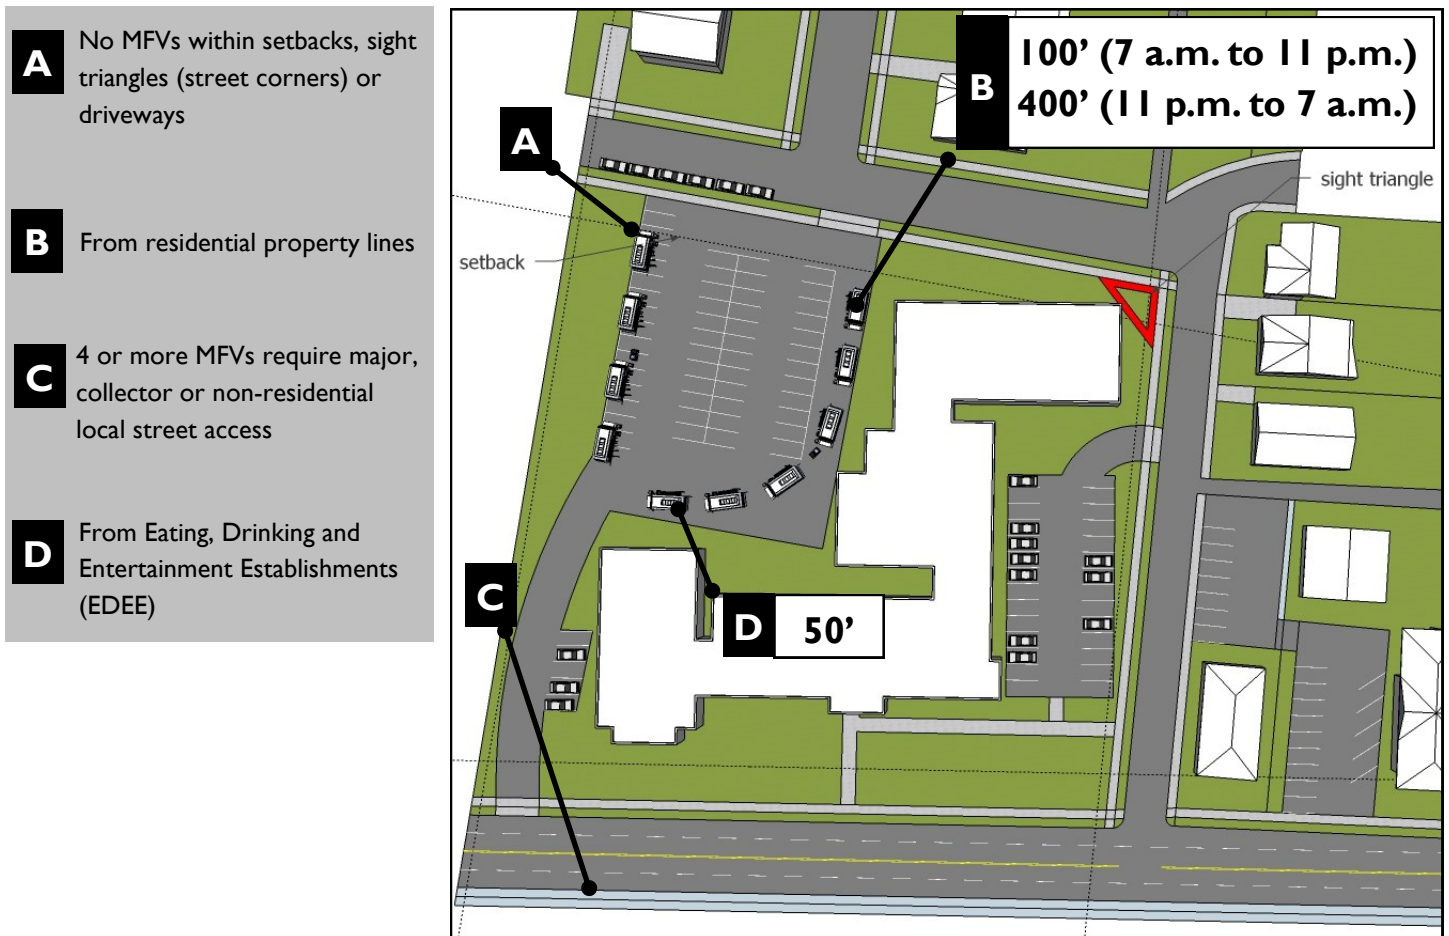 A
No MFVs within setbacks, sight
triangles (street corners) or
driveways
B
From residential property lines
C
4 or more MFVs require major,
collector or non-residential
local street access
D
From Eating, Drinking and
Entertainment Establishments
(EDEE)
B
100’ (7 a.m. to 11 p.m.)
400’ (11 p.m. to 7 a.m.)
A
sight triangle
setback
C
D
50’